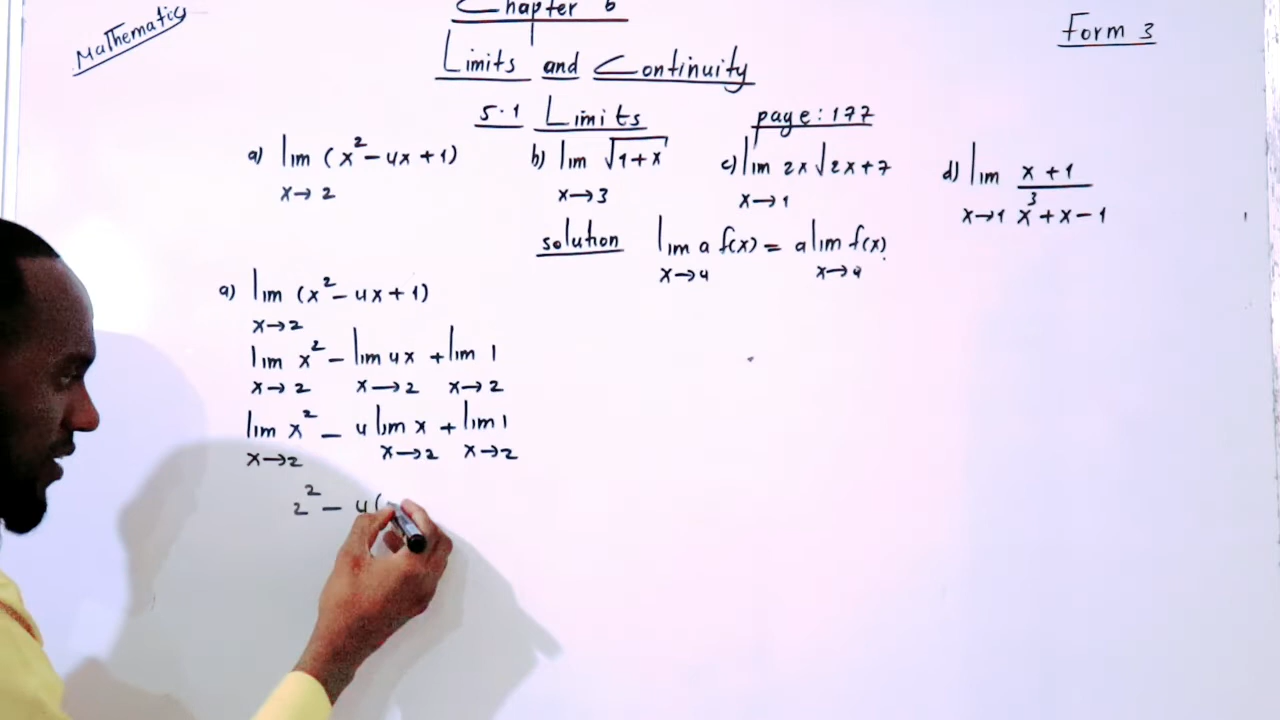 Mathematics
Chapter 6
Form 3
Limits and Continuity
5.1 Limits
page: 177
a) lim (x² - 4x + 1)
x→2
b) lim √1+x
x→3
c) lim 2x√2x+7
x→1
d) lim x + 1
x→1 x³ + x - 1
solution
lim a f(x) = a lim f(x)
x→a x→a
a) lim (x² - 4x + 1)
x→2
lim x² - lim 4x + lim 1
x→2 x→2 x→2
lim x² - 4 lim x + lim 1
x→2 x→2 x→2
2² - 4(